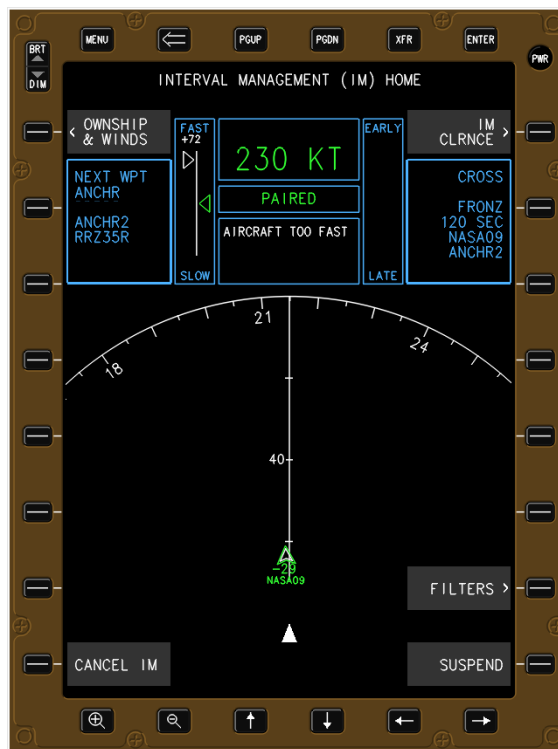 MENU
PGUP
PGDN
XFR
ENTER
BRT
DIM
PWR
INTERVAL MANAGEMENT (IM) HOME
< OWNSHIP
& WINDS
FAST
+72
230 KT
EARLY
IM >
CLRNCE
NEXT WPT
ANCHR
ANCHR2
RRZ35R
PAIRED
AIRCRAFT TOO FAST
CROSS
FRONZ
120 SEC
NASA09
ANCHR2
SLOW
LATE
18
21
24
40
-29
NASA09
FILTERS >
CANCEL IM
SUSPEND